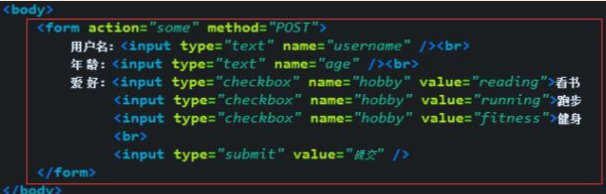 <body>
<form action="some" method="POST">
用户名：<input type="text" name="username" /><br>
年 龄：<input type="text" name="age" /><br>
爱 好：<input type="checkbox" name="hobby" value="reading">看书
<input type="checkbox" name="hobby" value="running">跑步
<input type="checkbox" name="hobby" value="fitness">健身
<br>
<input type="submit" value="提交" />
</form>
</body>